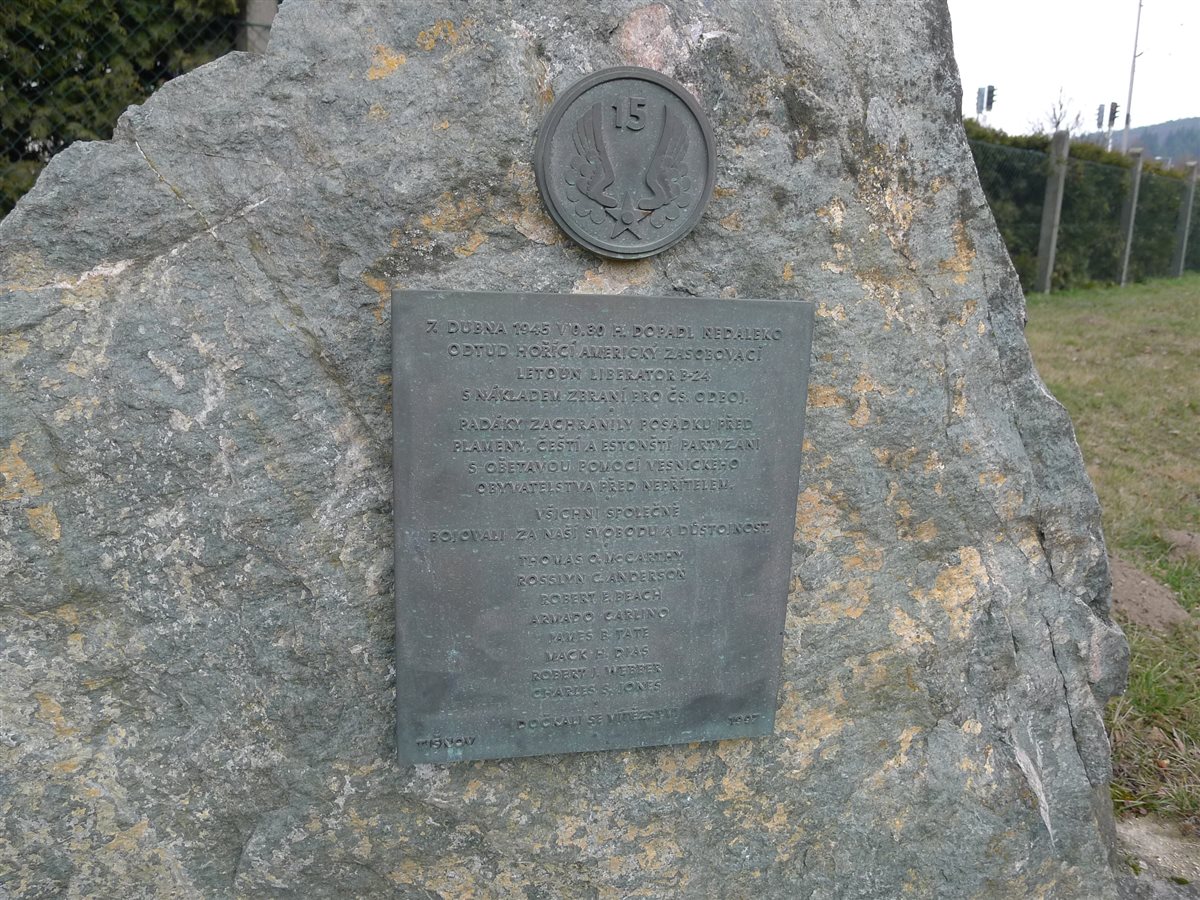 15
7. DUBNA 1945 V 0.30 H. DOPADL NEDALEKO
ODTUD HOŘÍCÍ AMERICKÝ ZÁSOBOVACÍ
LETOUN LIBERATOR B-24
S NÁKLADEM ZBRANÍ PRO ČS. ODBOJ.
PADÁKY ZACHRÁNILY POSÁDKU PŘED
PLAMENY, ČEŠTÍ A ESTONŠTÍ PARTYZÁNI
S OBĚTAVOU POMOCÍ VESNICKÉHO
OBYVATELSTVA PŘED NEPŘÍTELEM.
VŠICHNI SPOLEČNĚ
BOJOVALI ZA NAŠI SVOBODU A DŮSTOJNOST.
THOMAS O. McCARTHY
ROSSLYN C. ANDERSON
ROBERT E. BEACH
ARMADO CARLINO
JAMES B. TATE
MACK H.
ROBERT J. WEBBER
CHARLES S. JONES
DOČKALI SE VÍTĚZSTVÍ
TIŠNOV 1947